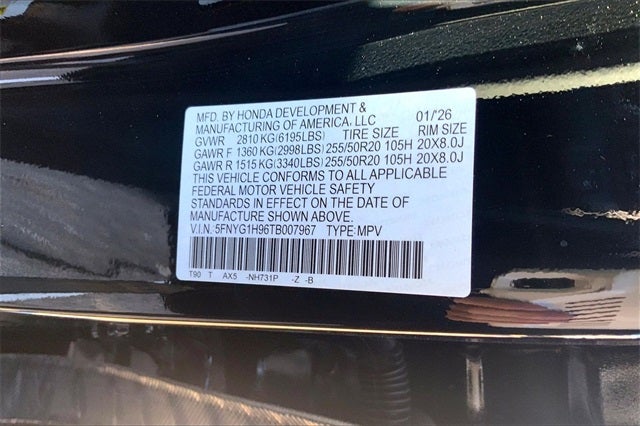 MFD. BY HONDA DEVELOPMENT & 01/'26
MANUFACTURING OF AMERICA, LLC
GVWR 2810 KG(6195LBS) TIRE SIZE RIM SIZE
GAWR F 1360 KG(2998LBS) 255/50R20 105H 20X8.0J
GAWR R 1515 KG(3340LBS) 255/50R20 105H 20X8.0J
THIS VEHICLE CONFORMS TO ALL APPLICABLE
FEDERAL MOTOR VEHICLE SAFETY
STANDARDS IN EFFECT ON THE DATE OF
MANUFACTURE SHOWN ABOVE.
V.I.N. 5FNYG1H96TB007967 TYPE:MPV
T90 T AX5 -NH731P -Z -B